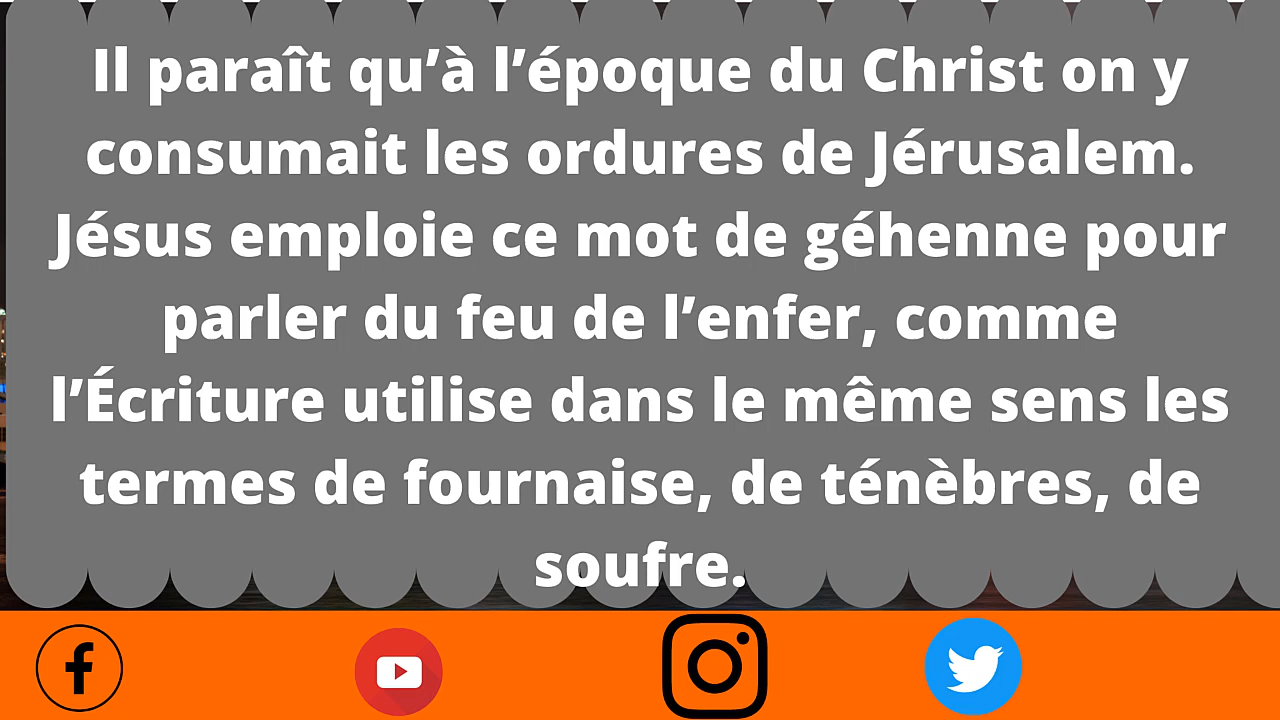 Il paraît qu’à l’époque du Christ on y
consumait les ordures de Jérusalem.
Jésus emploie ce mot de géhenne pour
parler du feu de l’enfer, comme
l’Écriture utilise dans le même sens les
termes de fournaise, de ténèbres, de
soufre.